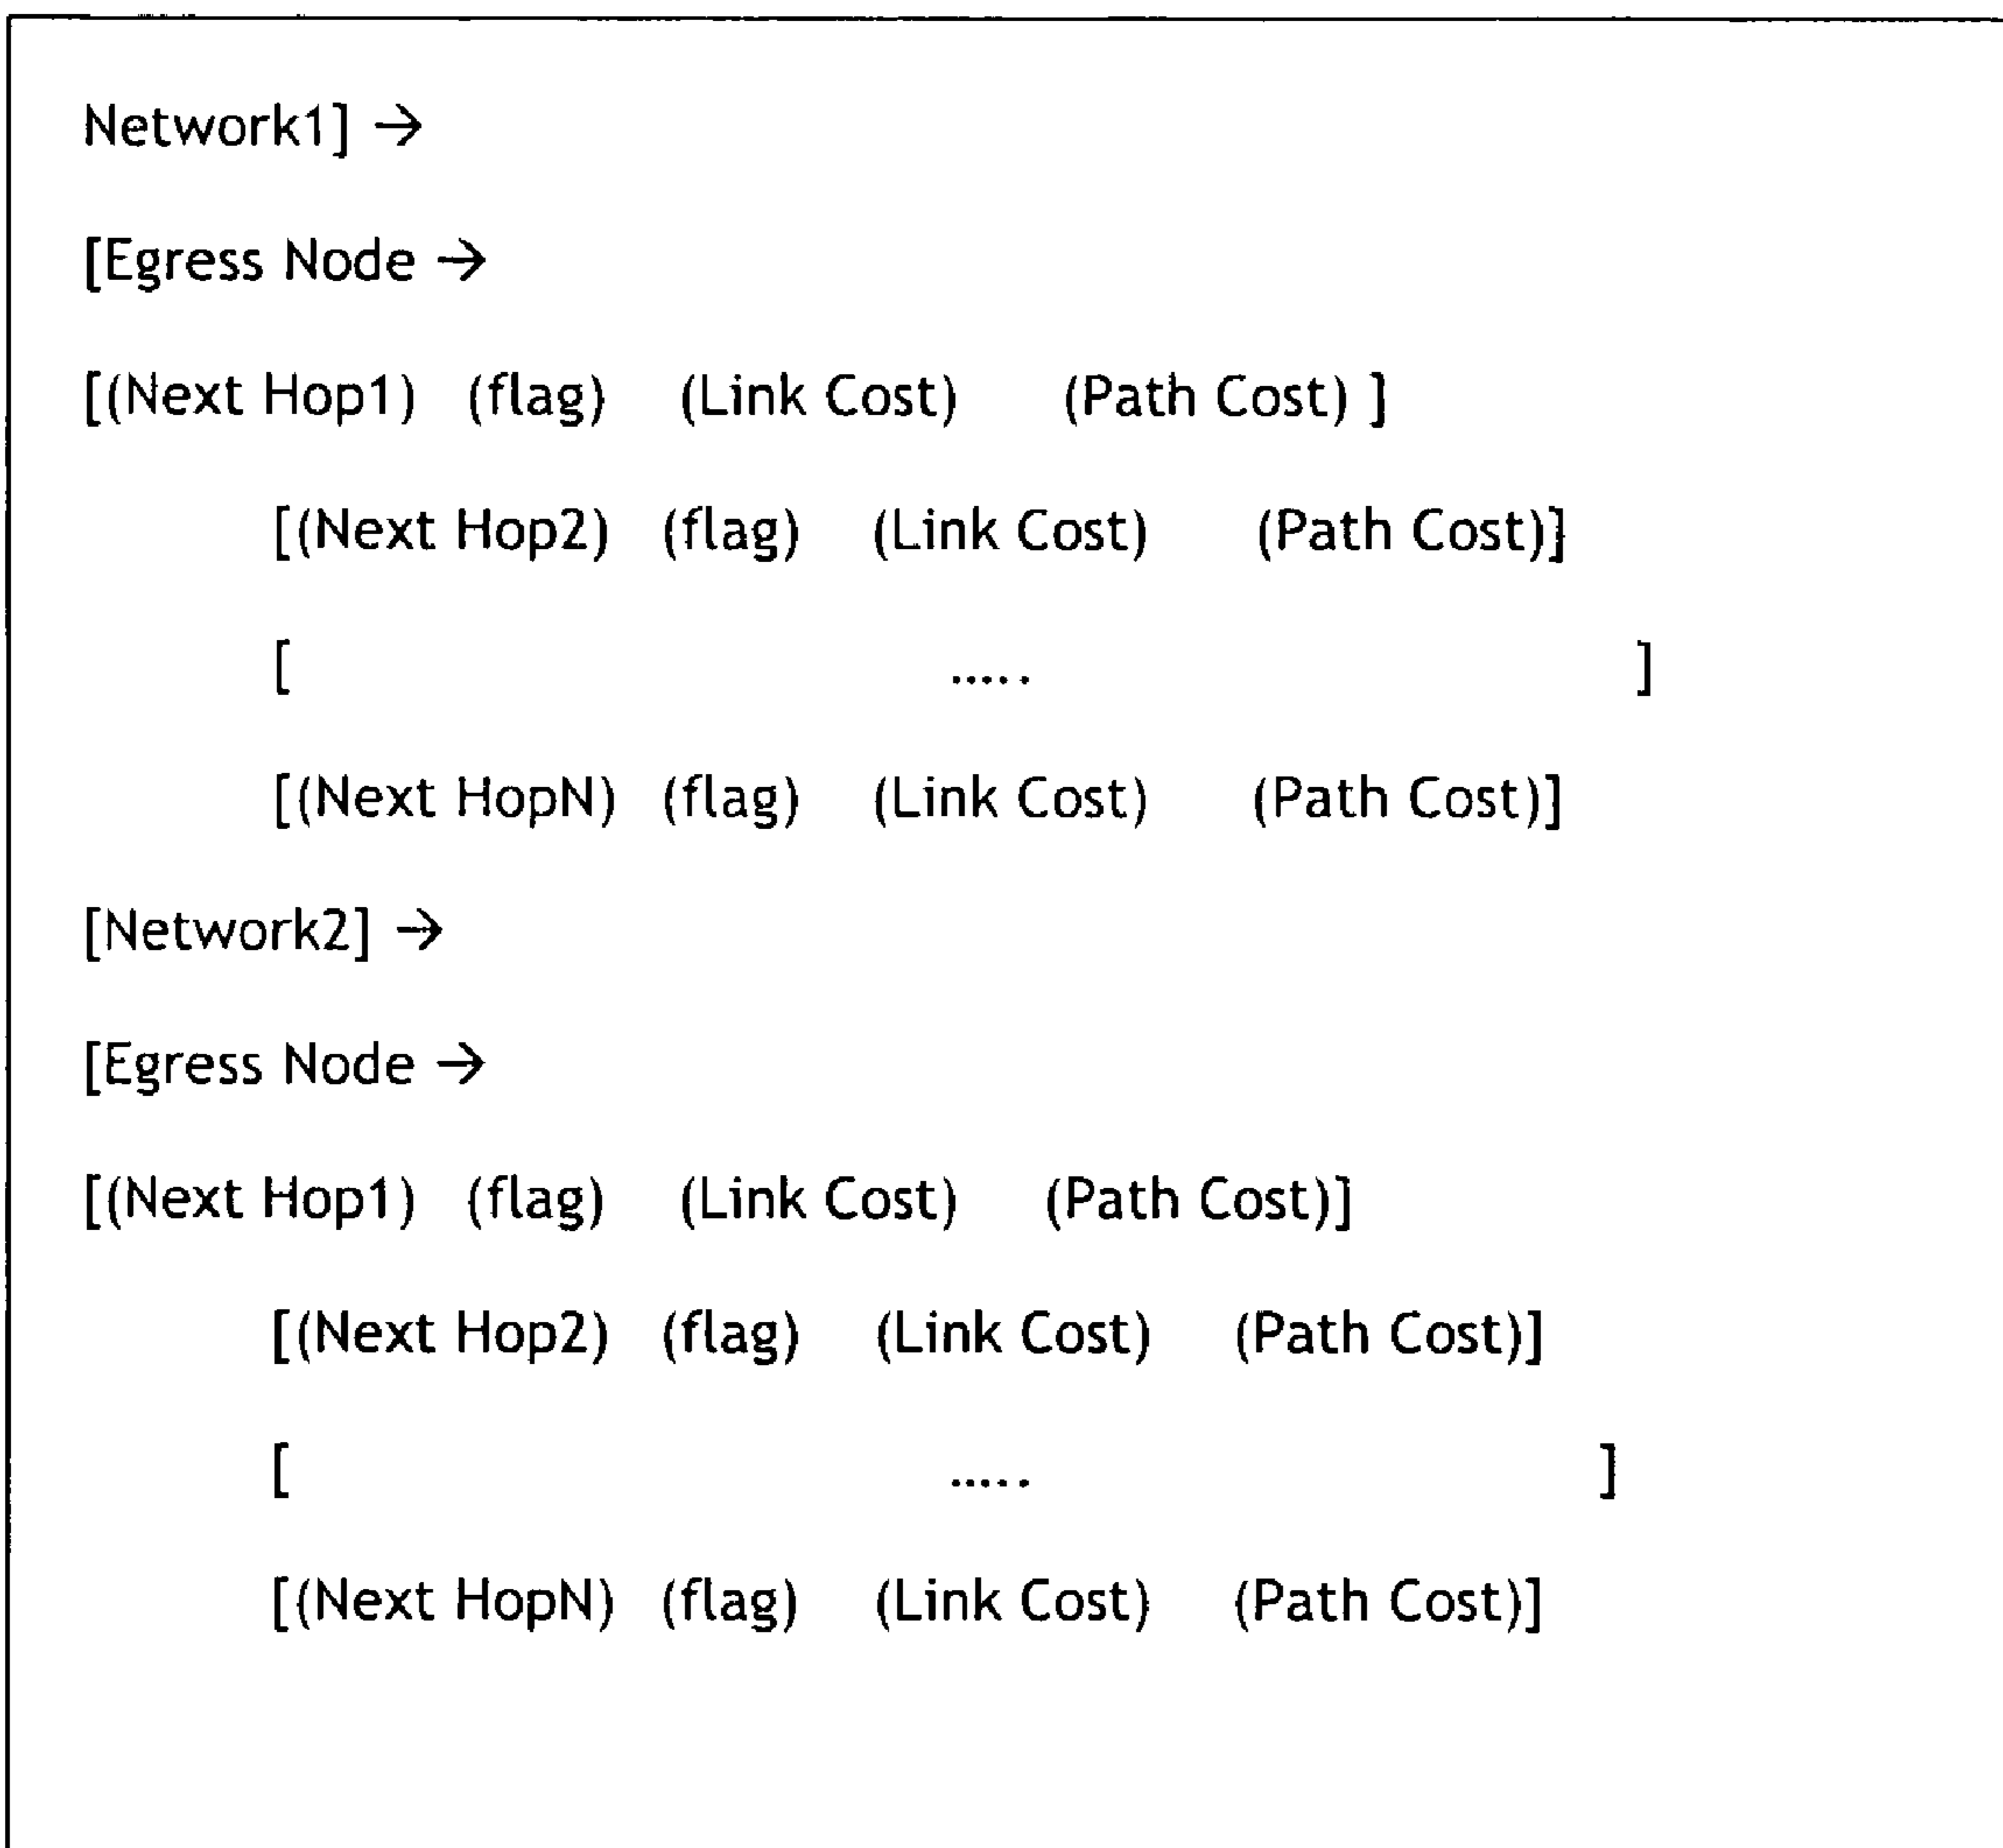 Network1] →
[Egress Node →
[(Next Hop1) (flag) (Link Cost) (Path Cost) ]
[(Next Hop2) (flag) (Link Cost) (Path Cost)]
[ ..... ]
[(Next HopN) (flag) (Link Cost) (Path Cost)]
[Network2] →
[Egress Node →
[(Next Hop1) (flag) (Link Cost) (Path Cost)]
[(Next Hop2) (flag) (Link Cost) (Path Cost)]
[ ..... ]
[(Next HopN) (flag) (Link Cost) (Path Cost)]